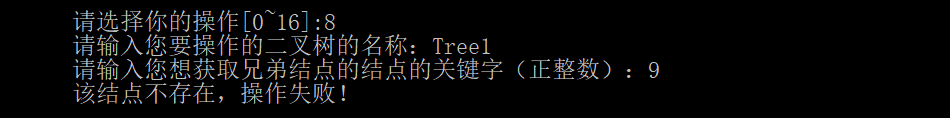 请选择你的操作[0~16]:8
请输入您要操作的二叉树的名称：Tree1
请输入您想获取兄弟结点的结点的关键字（正整数）：9
该结点不存在，操作失败！